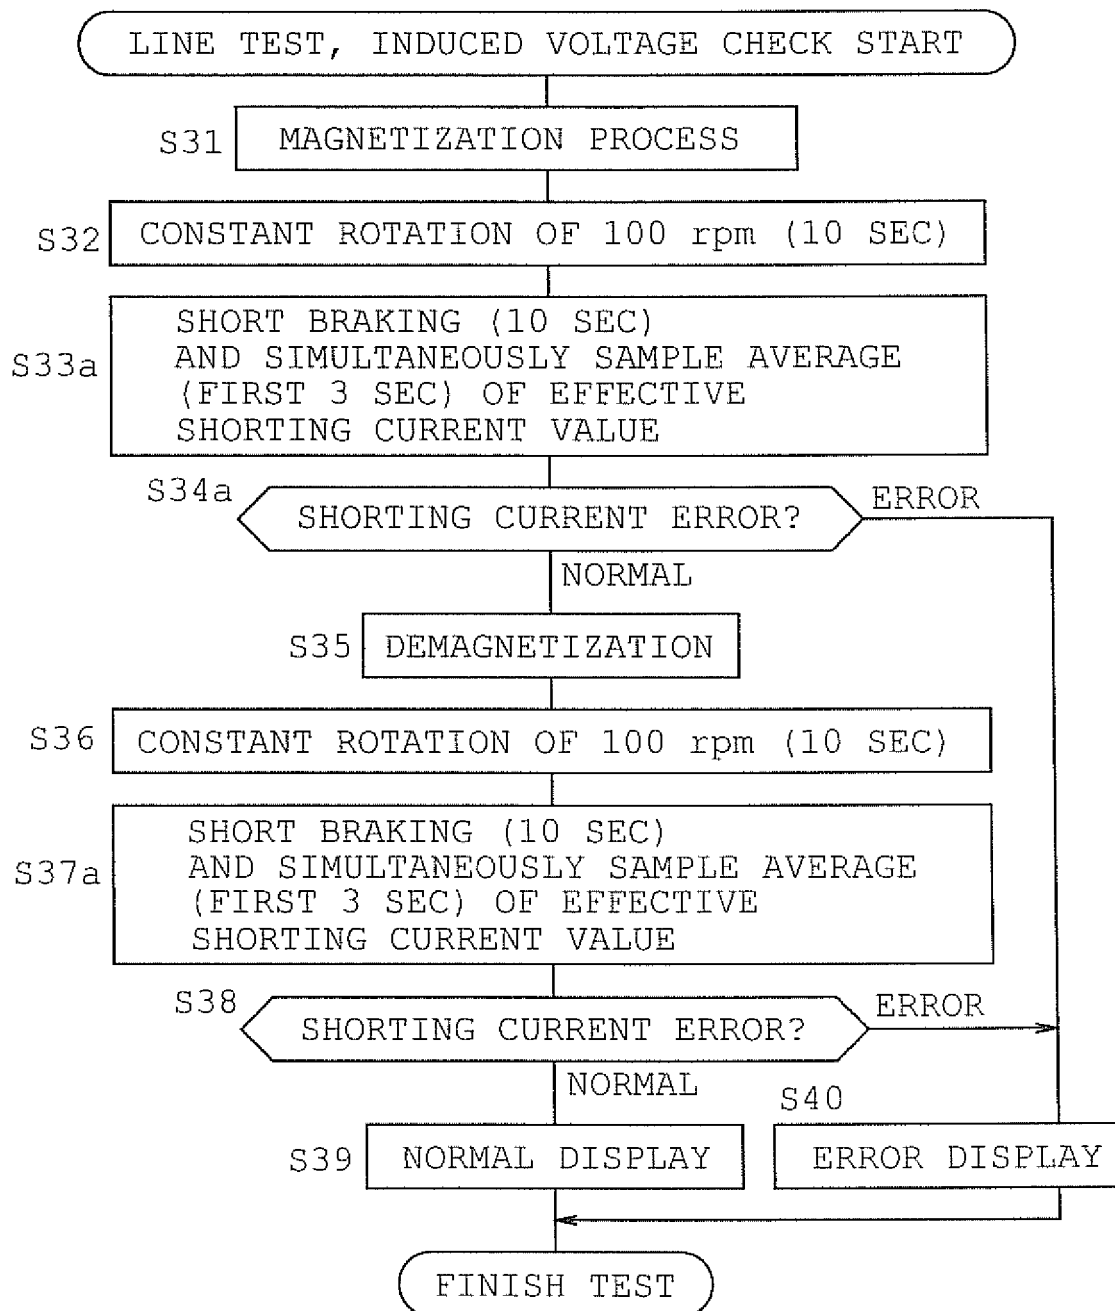 LINE TEST, INDUCED VOLTAGE CHECK START
S31
MAGNETIZATION PROCESS
S32
CONSTANT ROTATION OF 100 rpm (10 SEC)
S33a
SHORT BRAKING (10 SEC)
AND SIMULTANEOUSLY SAMPLE AVERAGE
(FIRST 3 SEC) OF EFFECTIVE
SHORTING CURRENT VALUE
S34a
SHORTING CURRENT ERROR?
ERROR
NORMAL
S35
DEMAGNETIZATION
S36
CONSTANT ROTATION OF 100 rpm (10 SEC)
S37a
SHORT BRAKING (10 SEC)
AND SIMULTANEOUSLY SAMPLE AVERAGE
(FIRST 3 SEC) OF EFFECTIVE
SHORTING CURRENT VALUE
S38
SHORTING CURRENT ERROR?
ERROR
NORMAL
S39
NORMAL DISPLAY
S40
ERROR DISPLAY
FINISH TEST